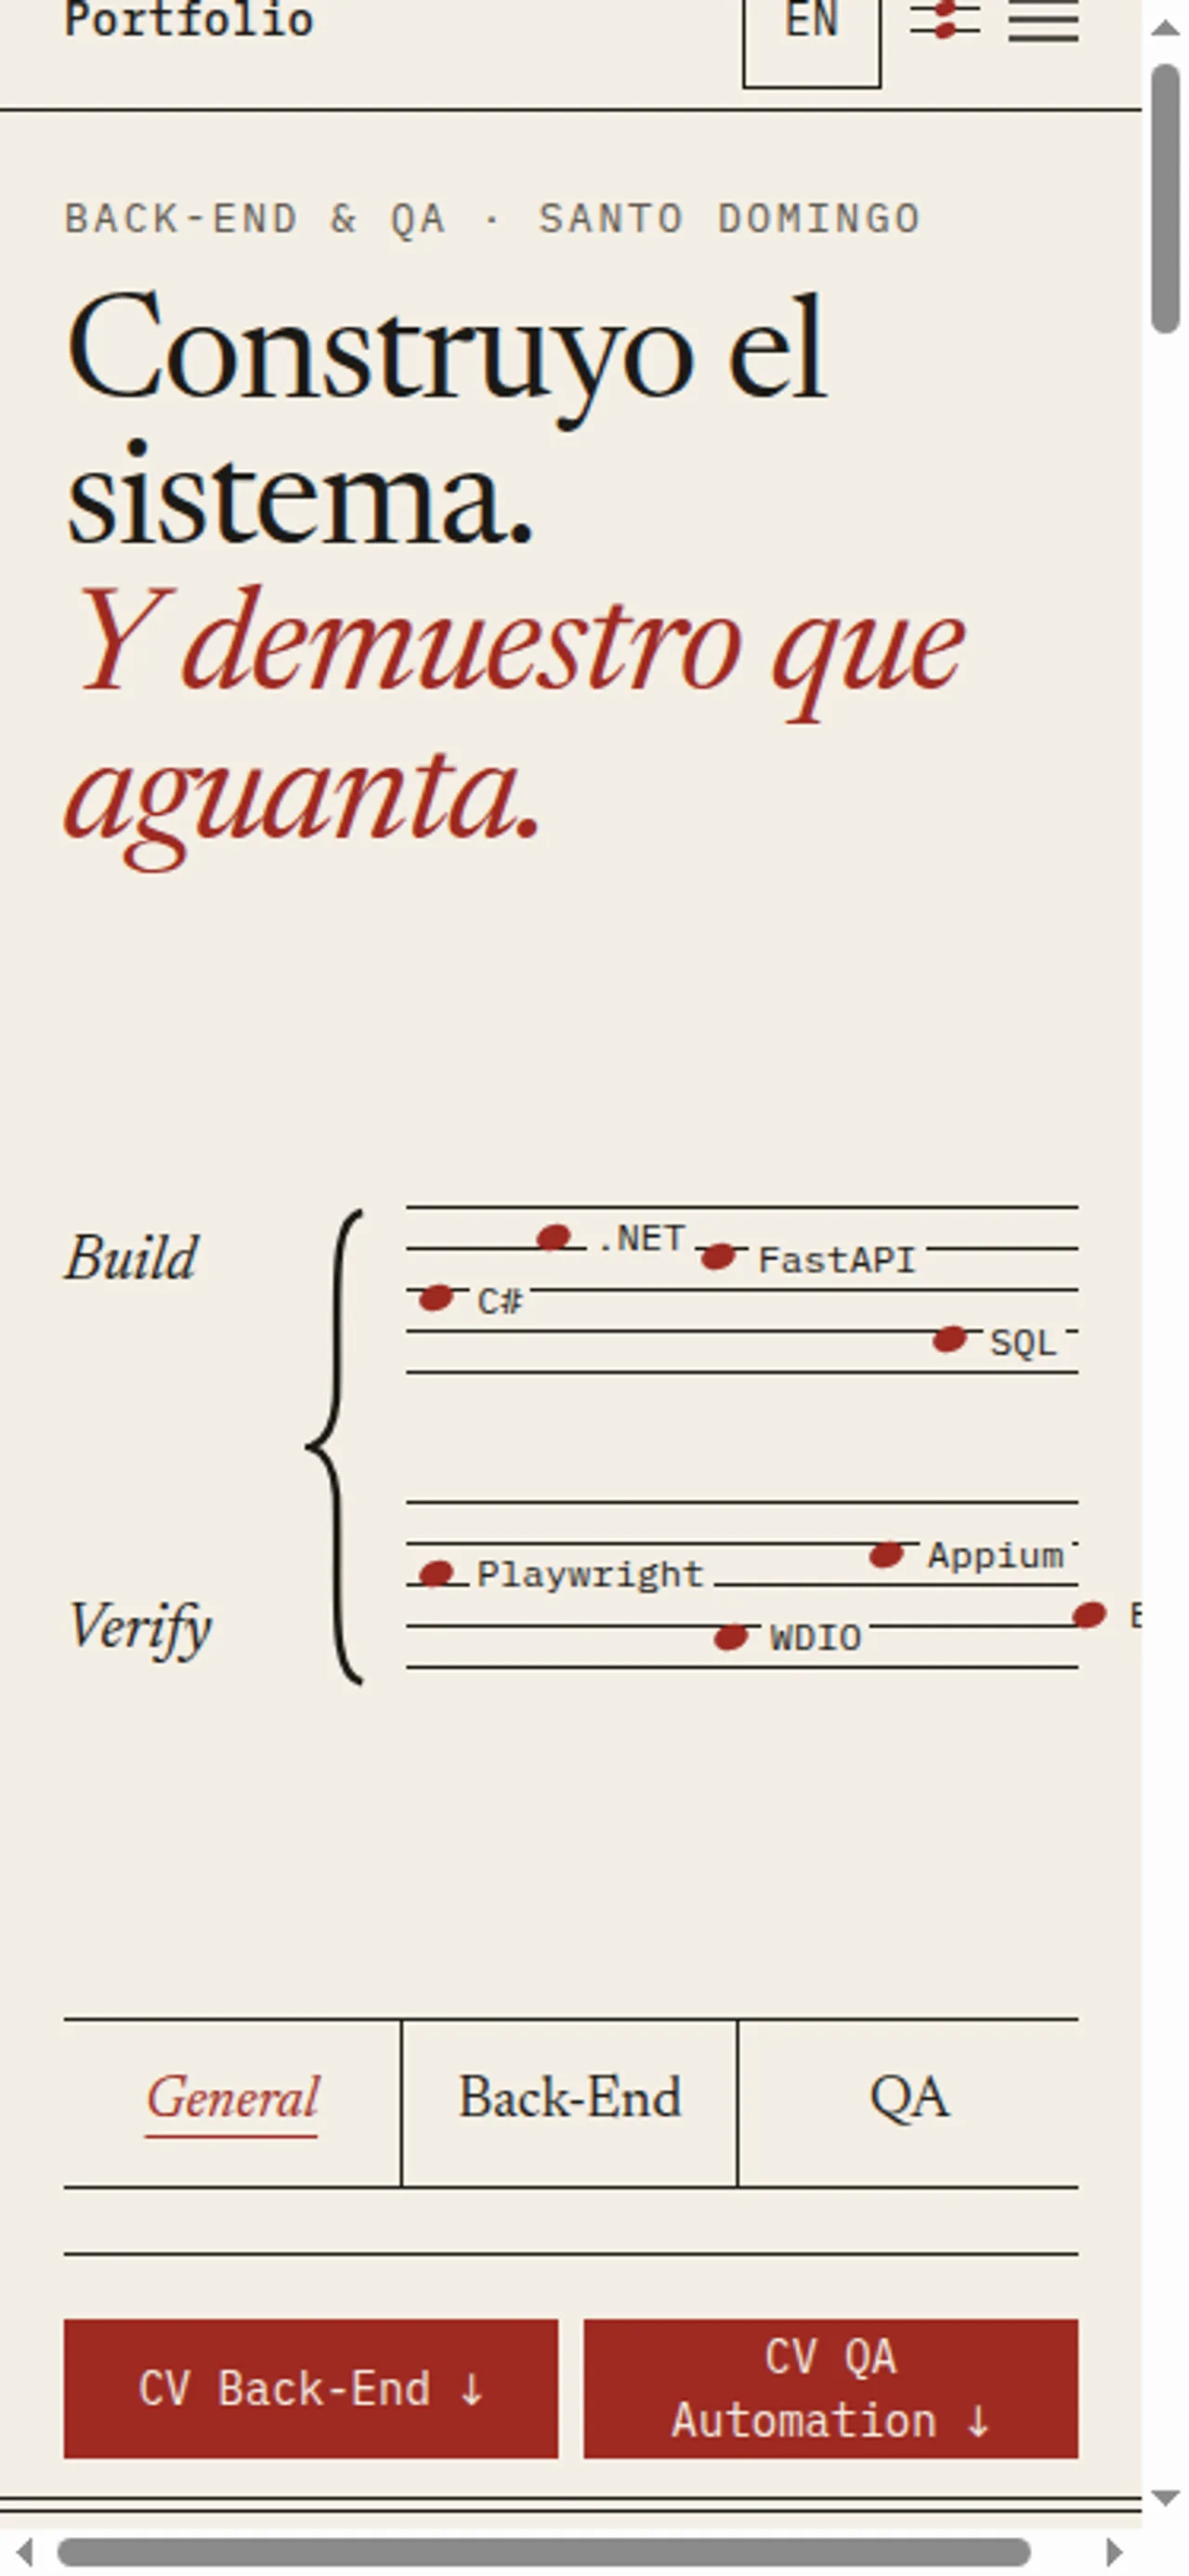 Portfolio
EN
BACK-END & QA · SANTO DOMINGO
Construyo el
sistema.
Y demuestro que
aguanta.
Build
.NET
FastAPI
C#
SQL
Appium
Playwright
Verify
WDIO
General
Back-End
QA
CV Back-End ↓
CV QA
Automation ↓